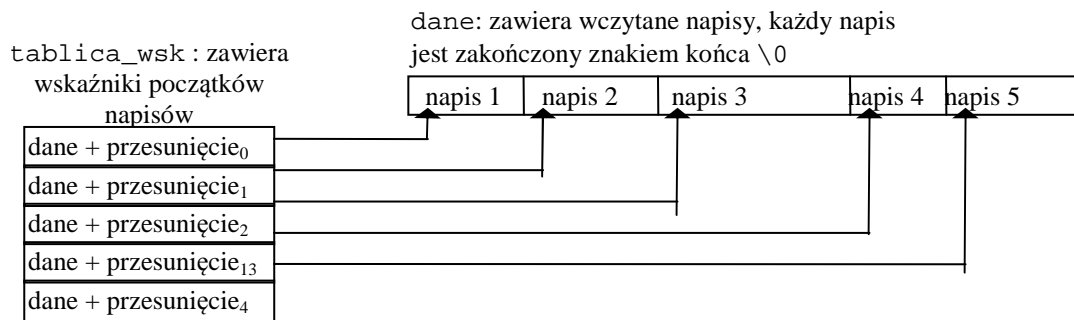 dane: zawiera wczytane napisy, każdy napis
jest zakończony znakiem końca \0
tablica_wsk : zawiera
wskaźniki początków
napisów
napis 1 napis 2 napis 3 napis 4 napis 5
dane + przesunięcie₀
dane + przesunięcie₁
dane + przesunięcie₂
dane + przesunięcie₁₃
dane + przesunięcie₄